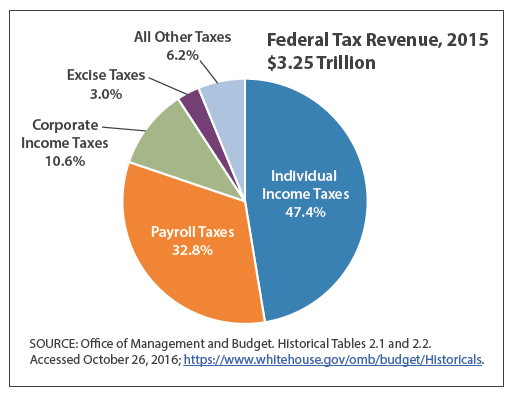 Federal Tax Revenue, 2015
$3.25 Trillion
All Other Taxes
6.2%
Excise Taxes
3.0%
Corporate
Income Taxes
10.6%
Individual
Income Taxes
47.4%
Payroll Taxes
32.8%
SOURCE: Office of Management and Budget. Historical Tables 2.1 and 2.2.
Accessed October 26, 2016; https://www.whitehouse.gov/omb/budget/Historicals.